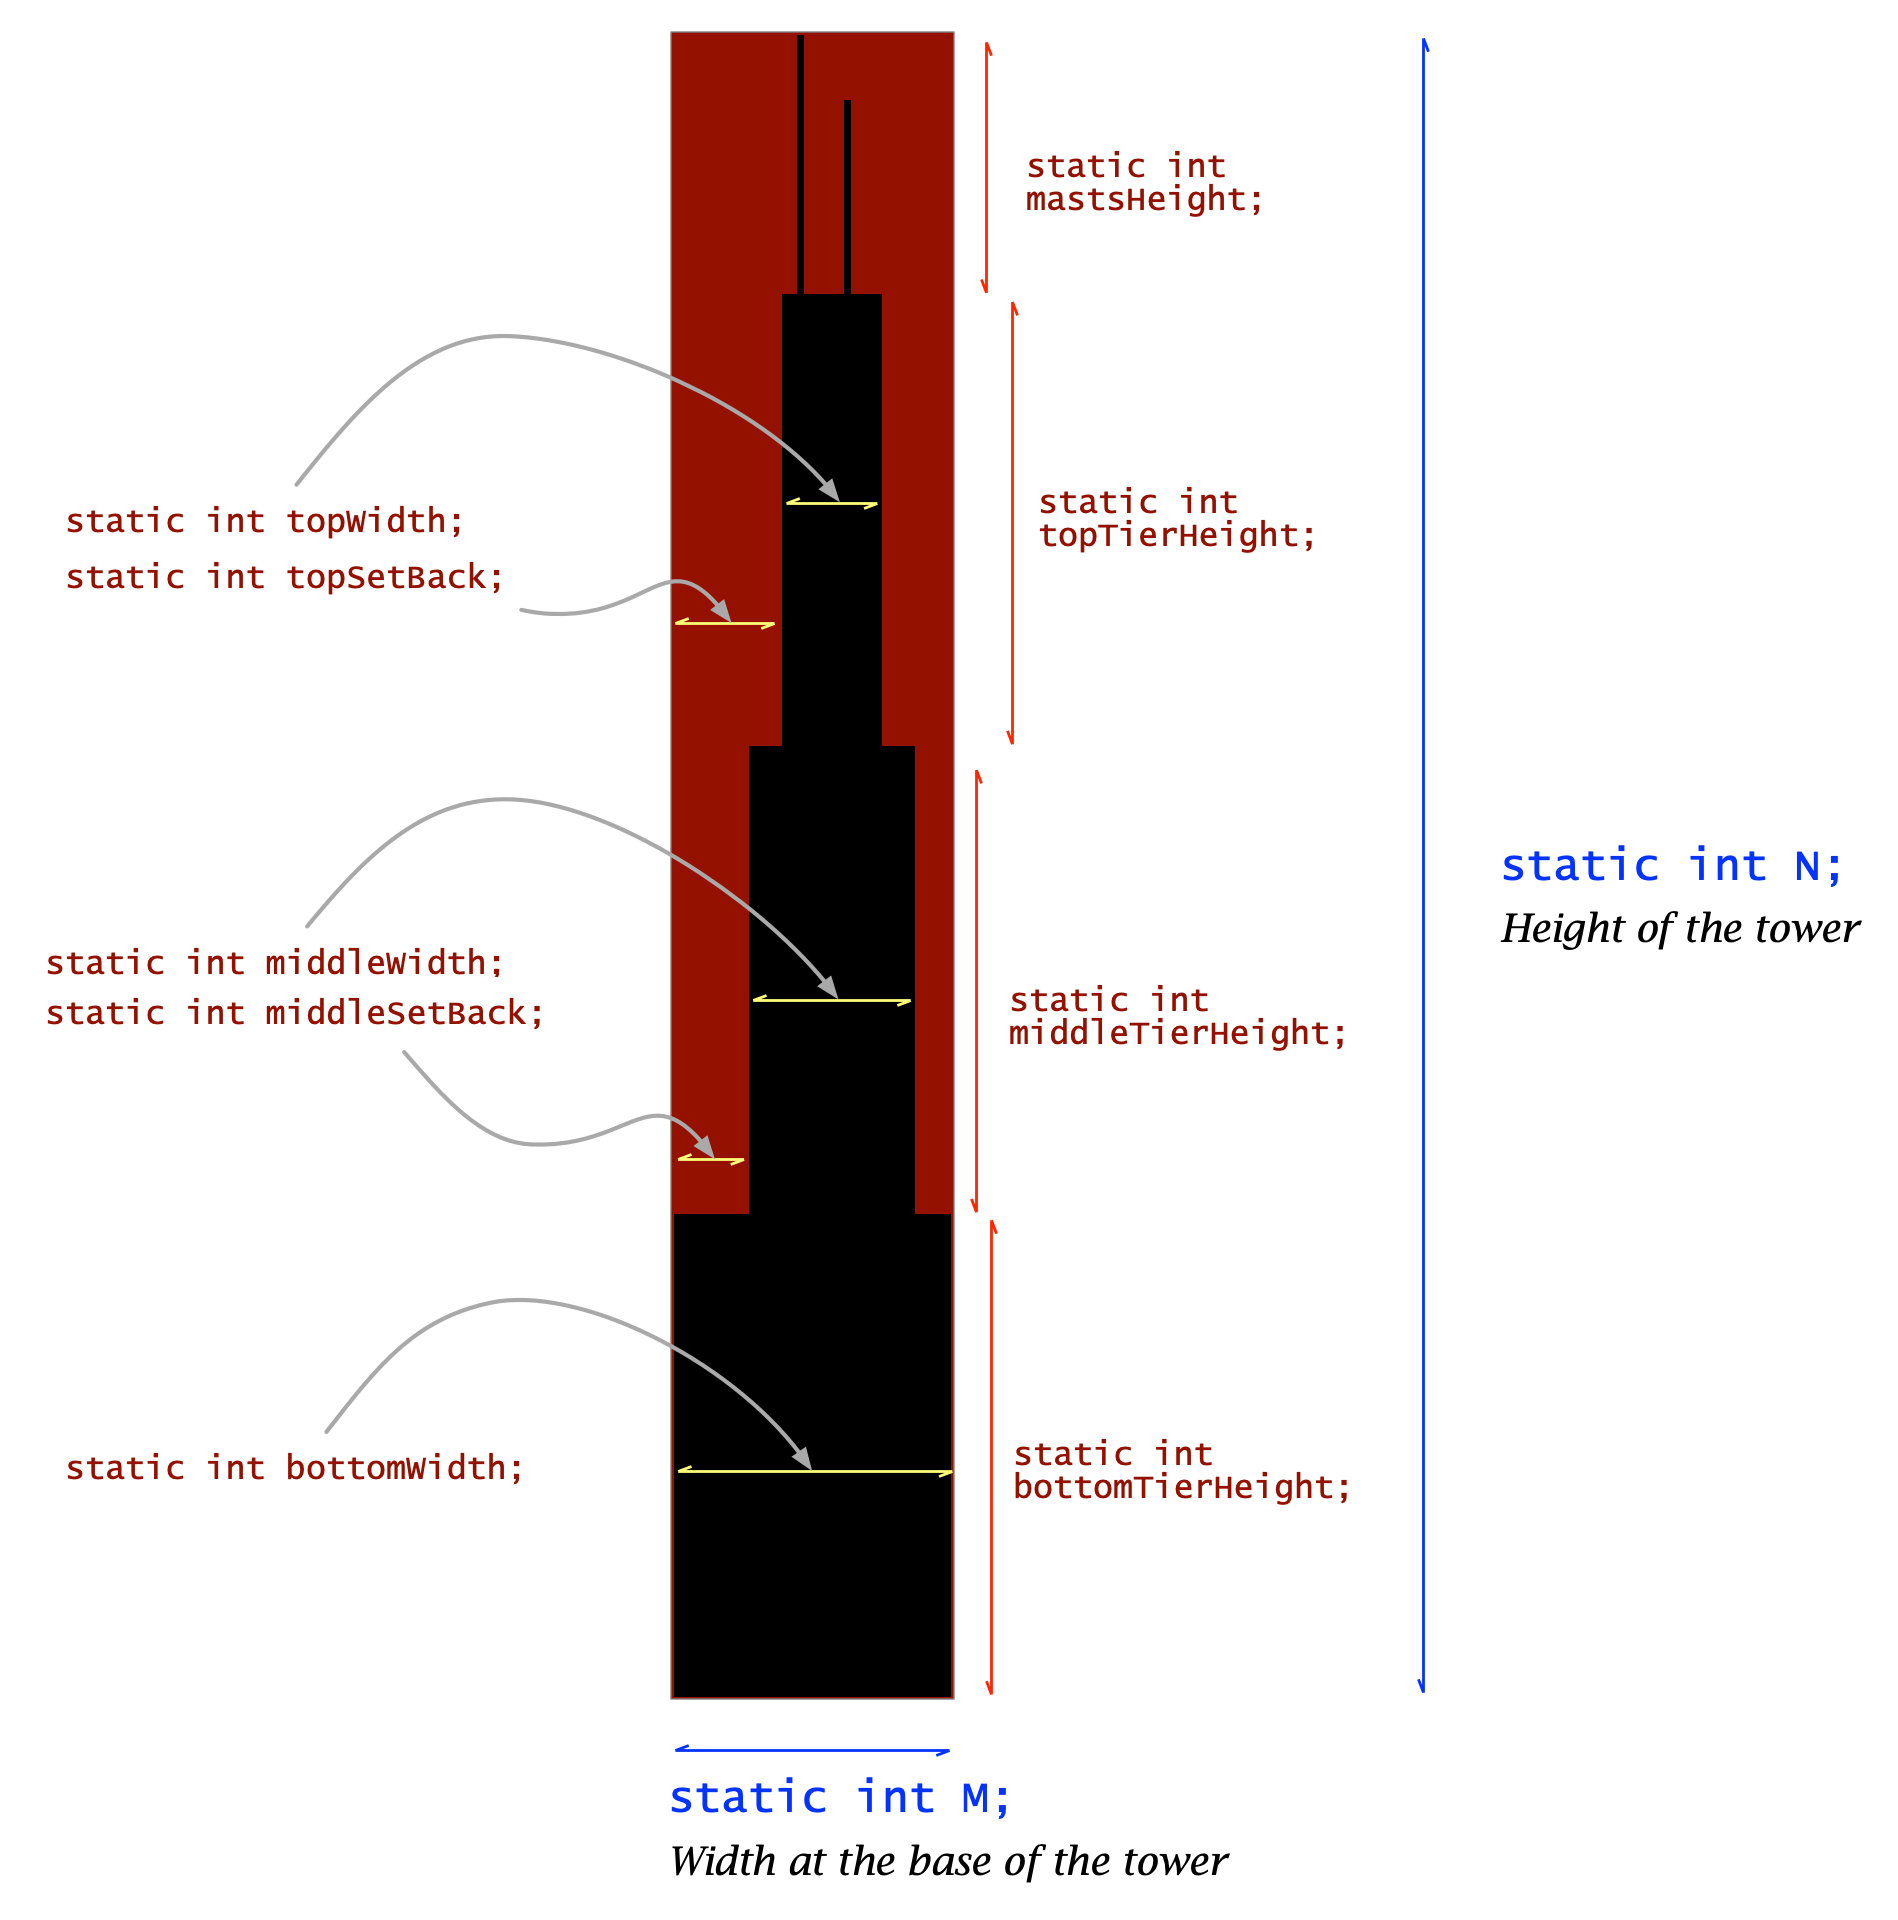 static int
mastsHeight;
static int topWidth;
static int topSetBack;
static int
topTierHeight;
static int N;
Height of the tower
static int middleWidth;
static int middleSetBack;
static int
middleTierHeight;
static int bottomWidth;
static int
bottomTierHeight;
static int M;
Width at the base of the tower